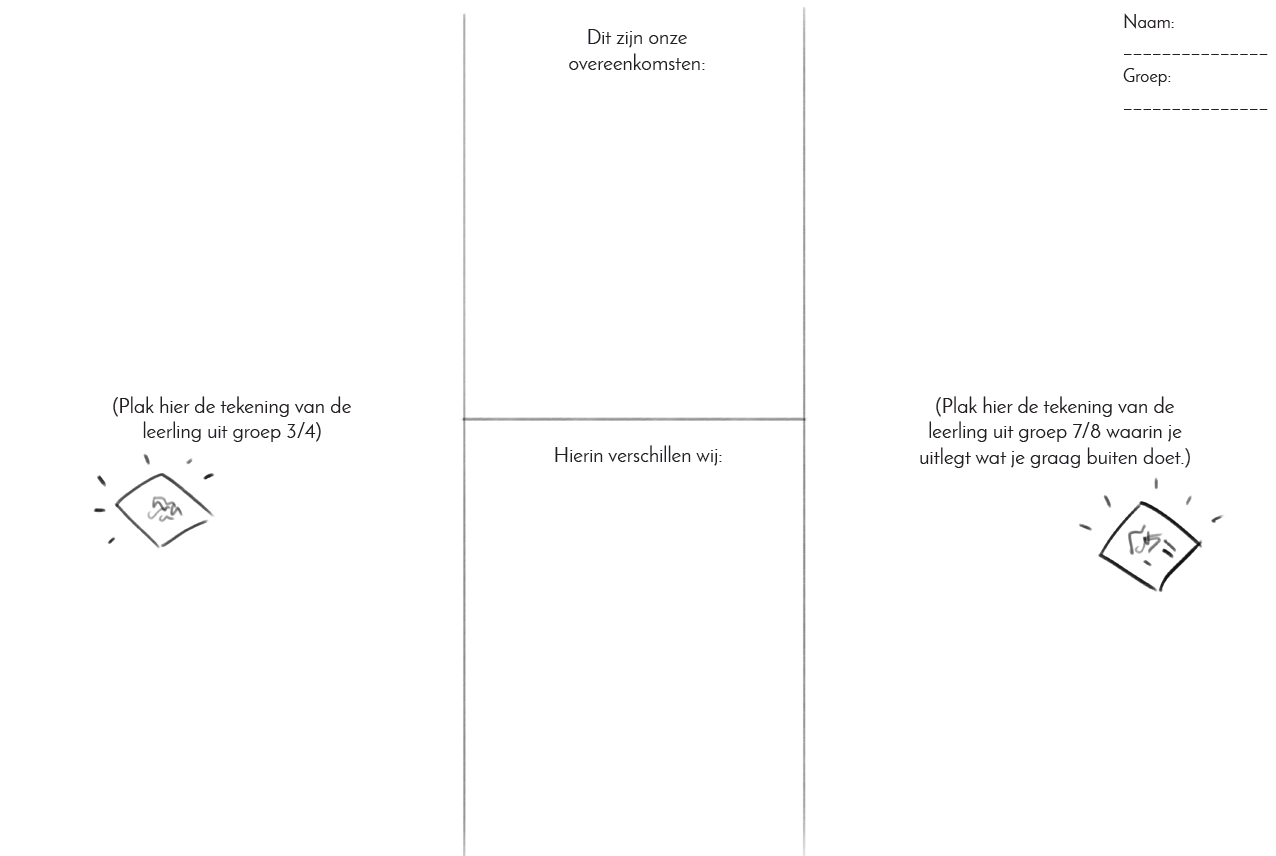 Dit zijn onze
overeenkomsten:
Naam:
_______________
Groep:
_______________
(Plak hier de tekening van de
leerling uit groep 3/4)
(Plak hier de tekening van de
leerling uit groep 7/8 waarin je
uitlegt wat je graag buiten doet.)
Hierin verschillen wij: